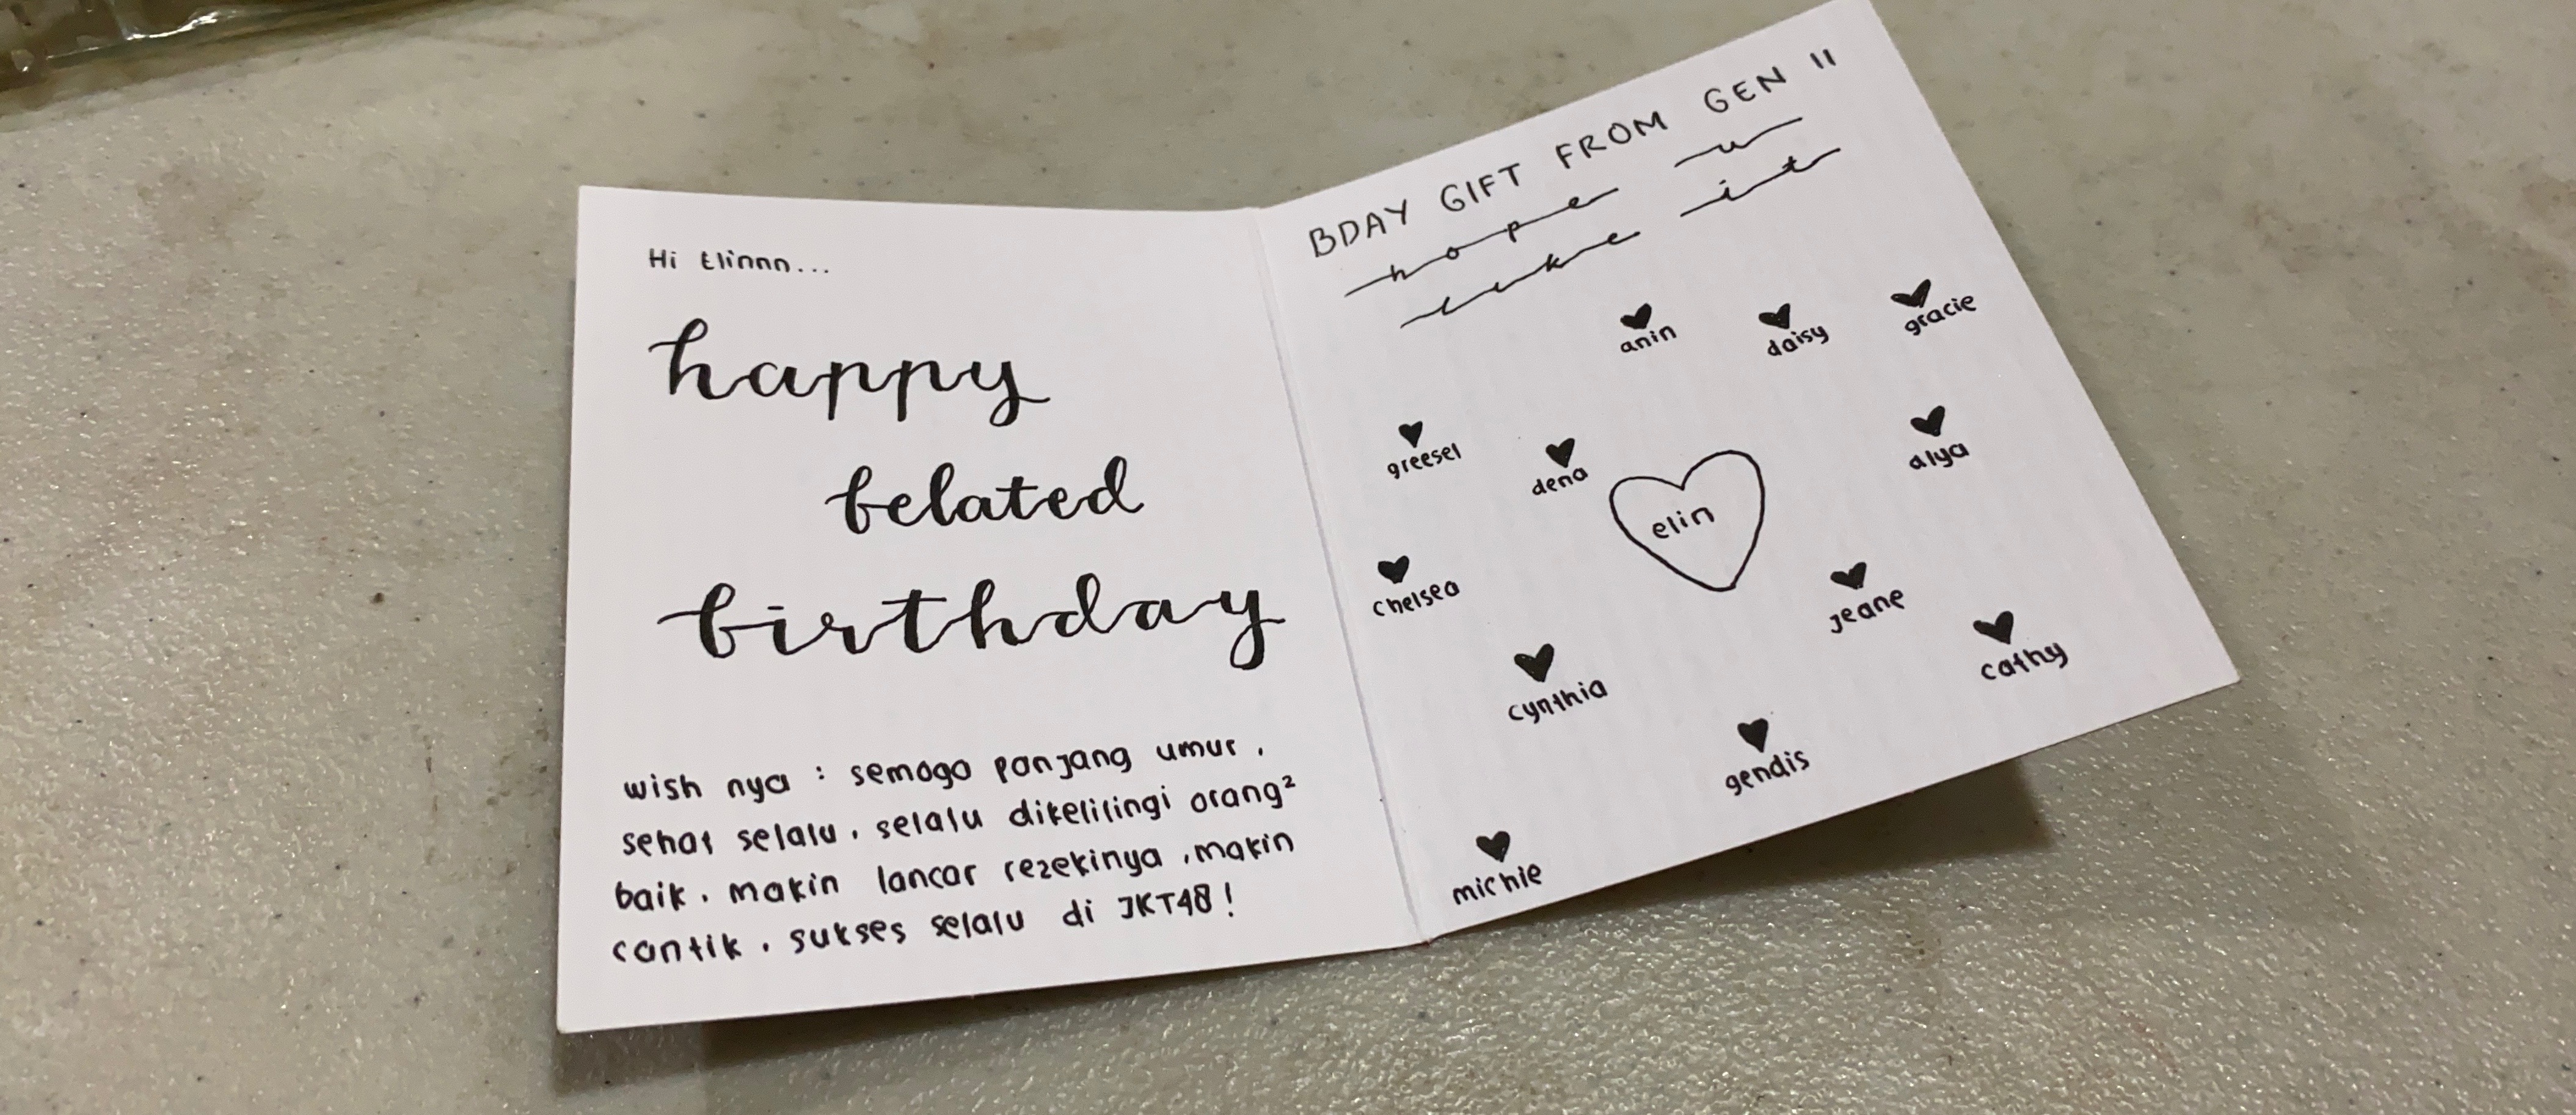 Hi Elinnn...
happy
belated
birthday
wish nya : semoga panjang umur,
sehat selalu, selalu dikelilingi orang²
baik, makin lancar rezekinya, makin
cantik, sukses selalu di JKT48!
BDAY GIFT FROM GEN 11
hope u
like it
anin
daisy
gracie
greesel
dena
elin
alya
chelsea
jeane
cynthia
cathy
gendis
michie